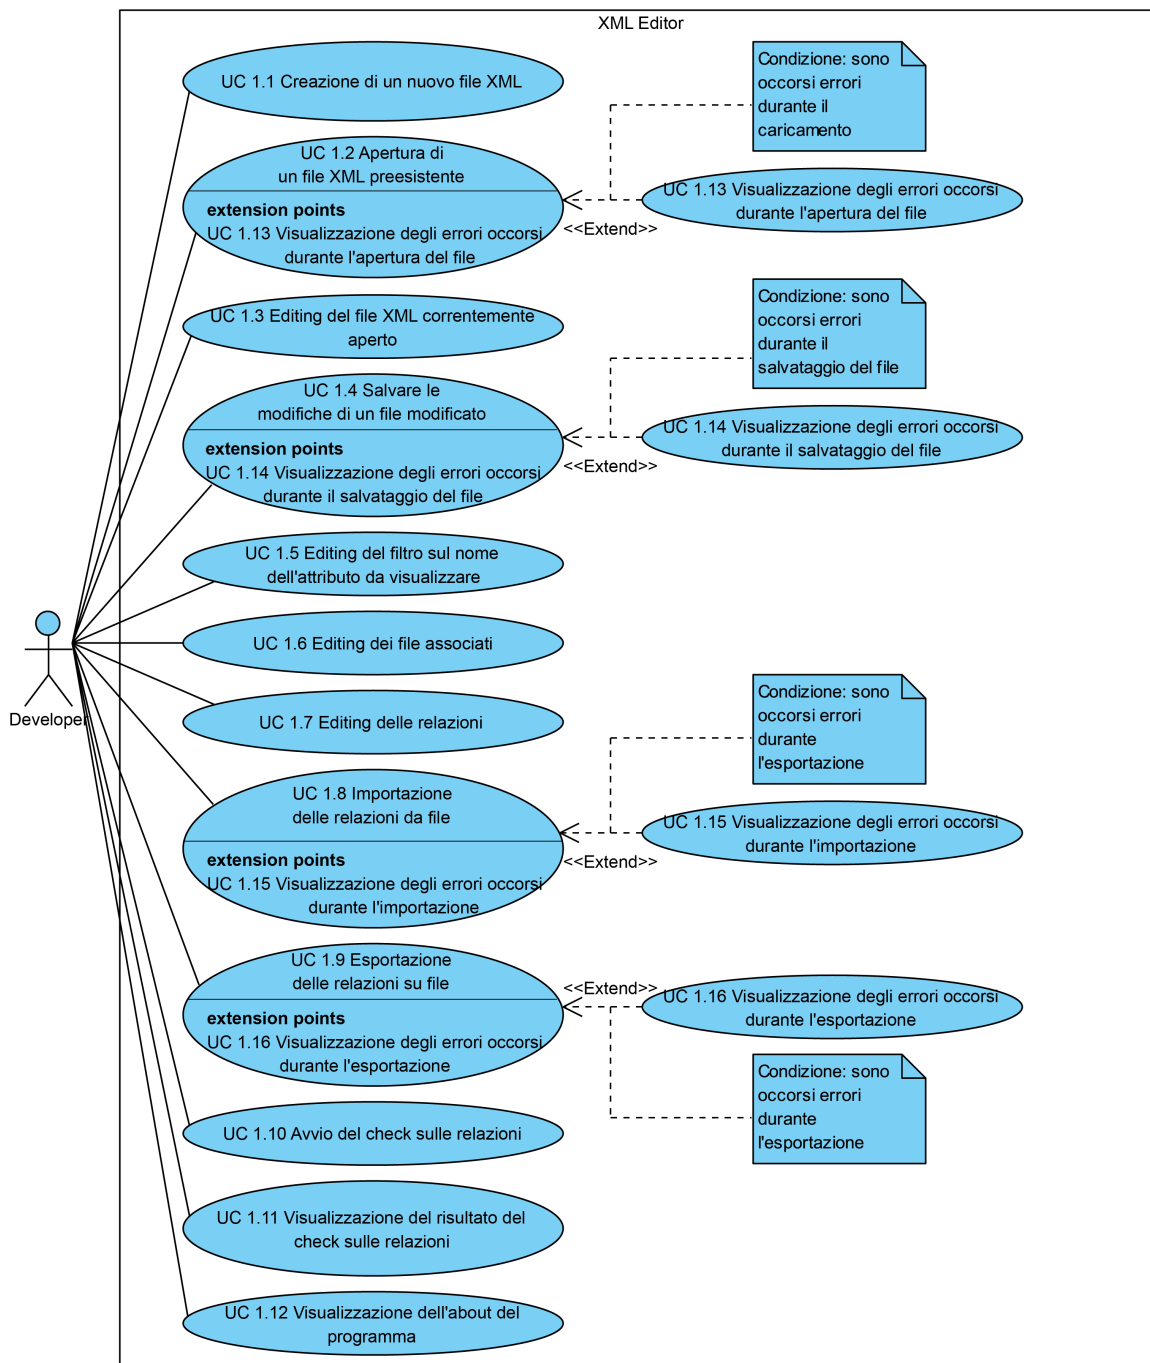 XML Editor
UC 1.1 Creazione di un nuovo file XML
Condizione: sono
occorsi errori
durante il
caricamento
UC 1.2 Apertura di
un file XML preesistente
extension points
UC 1.13 Visualizzazione degli errori occorsi
durante l'apertura del file
<<Extend>>
UC 1.13 Visualizzazione degli errori occorsi
durante l'apertura del file
UC 1.3 Editing del file XML correntemente
aperto
Condizione: sono
occorsi errori
durante il
salvataggio del file
UC 1.4 Salvare le
modifiche di un file modificato
extension points
UC 1.14 Visualizzazione degli errori occorsi
durante il salvataggio del file
<<Extend>>
UC 1.14 Visualizzazione degli errori occorsi
durante il salvataggio del file
UC 1.5 Editing del filtro sul nome
dell'attributo da visualizzare
UC 1.6 Editing dei file associati
Developer
UC 1.7 Editing delle relazioni
Condizione: sono
occorsi errori
durante
l'esportazione
UC 1.8 Importazione
delle relazioni da file
extension points
UC 1.15 Visualizzazione degli errori occorsi
durante l'importazione
<<Extend>>
UC 1.15 Visualizzazione degli errori occorsi
durante l'importazione
UC 1.9 Esportazione
delle relazioni su file
extension points
UC 1.16 Visualizzazione degli errori occorsi
durante l'esportazione
<<Extend>>
UC 1.16 Visualizzazione degli errori occorsi
durante l'esportazione
Condizione: sono
occorsi errori
durante
l'esportazione
UC 1.10 Avvio del check sulle relazioni
UC 1.11 Visualizzazione del risultato del
check sulle relazioni
UC 1.12 Visualizzazione dell'about del
programma